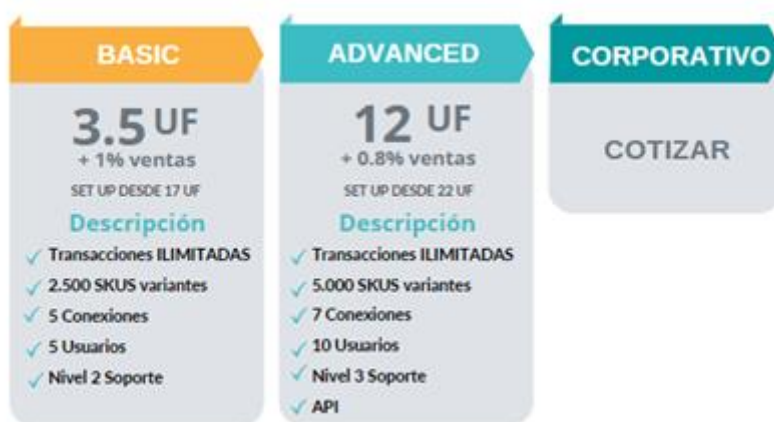 BASIC
3.5 UF
+ 1% ventas
SET UP DESDE 17 UF
Descripción
Transacciones ILIMITADAS
2.500 SKUS variantes
5 Conexiones
5 Usuarios
Nivel 2 Soporte
ADVANCED
12 UF
+ 0.8% ventas
SET UP DESDE 22 UF
Descripción
Transacciones ILIMITADAS
5.000 SKUS variantes
7 Conexiones
10 Usuarios
Nivel 3 Soporte
API
CORPORATIVO
COTIZAR